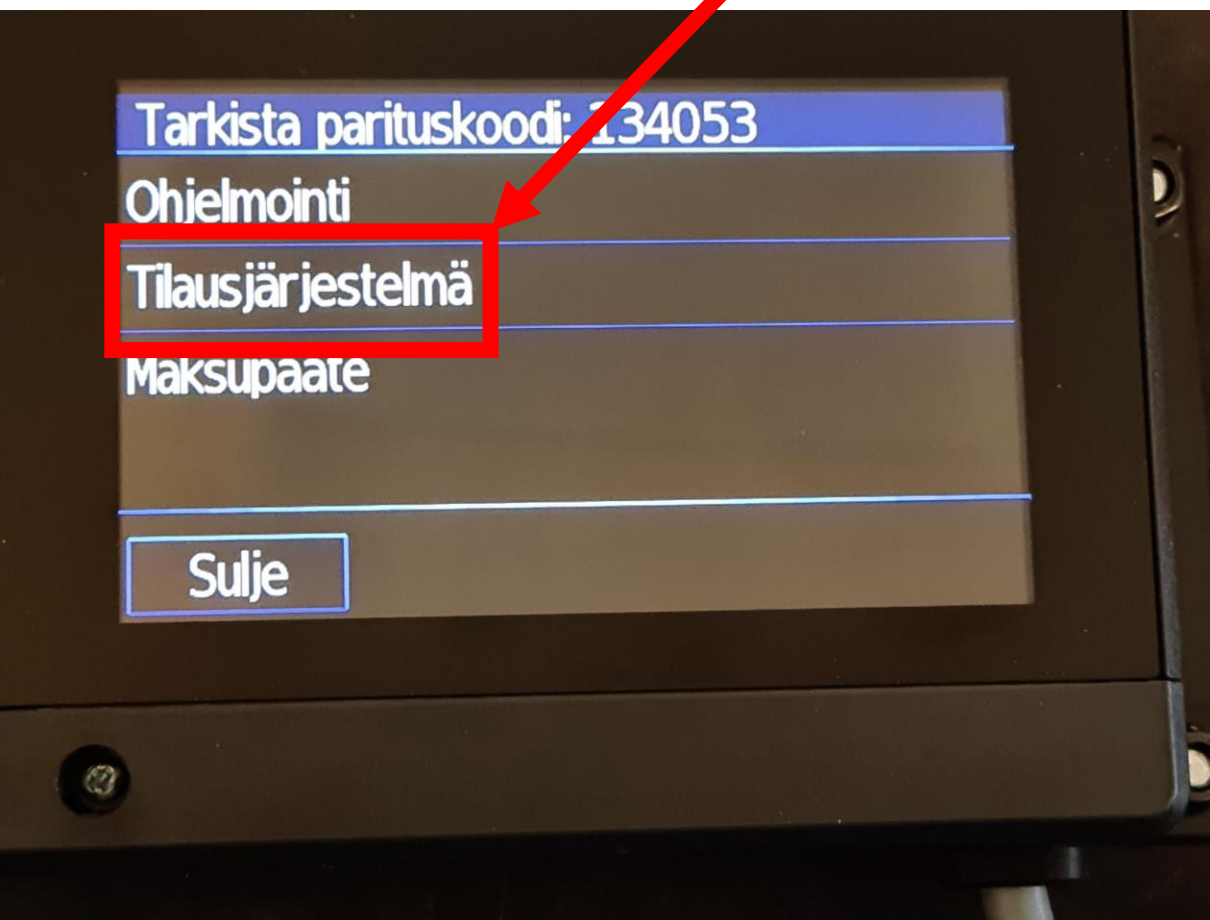 Tarkista parituskoodi: 134053
Ohjelmointi
Tilausjärjestelmä
Maksupääte
Sulje